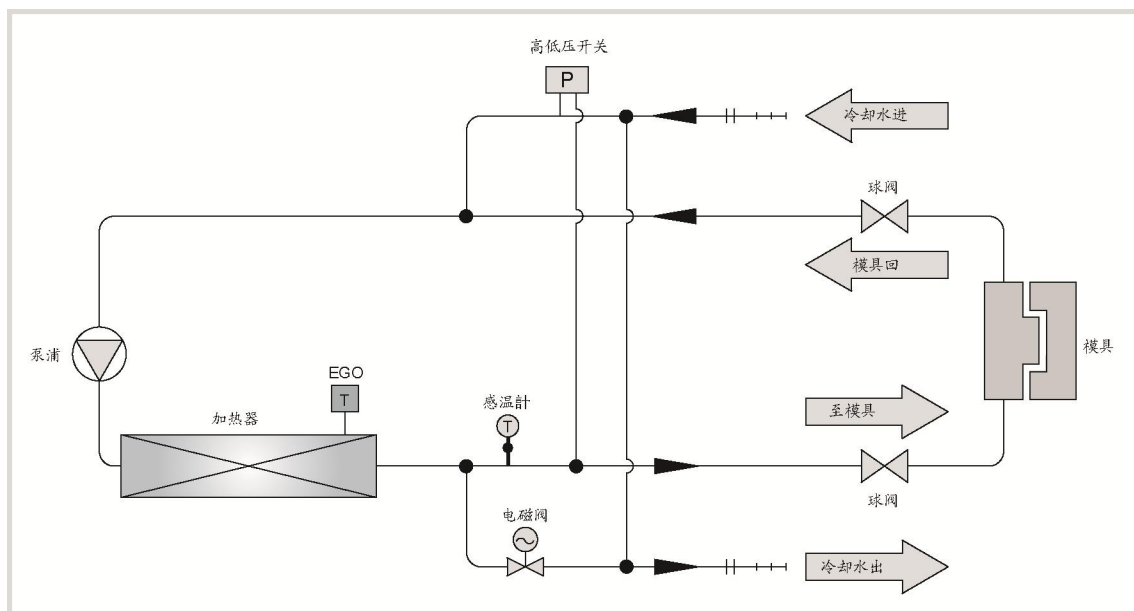 高低压开关
P
冷却水进
球阀
模具回
泵浦
模具
EGO
T
加热器
感温計
T
至模具
球阀
电磁阀
冷却水出